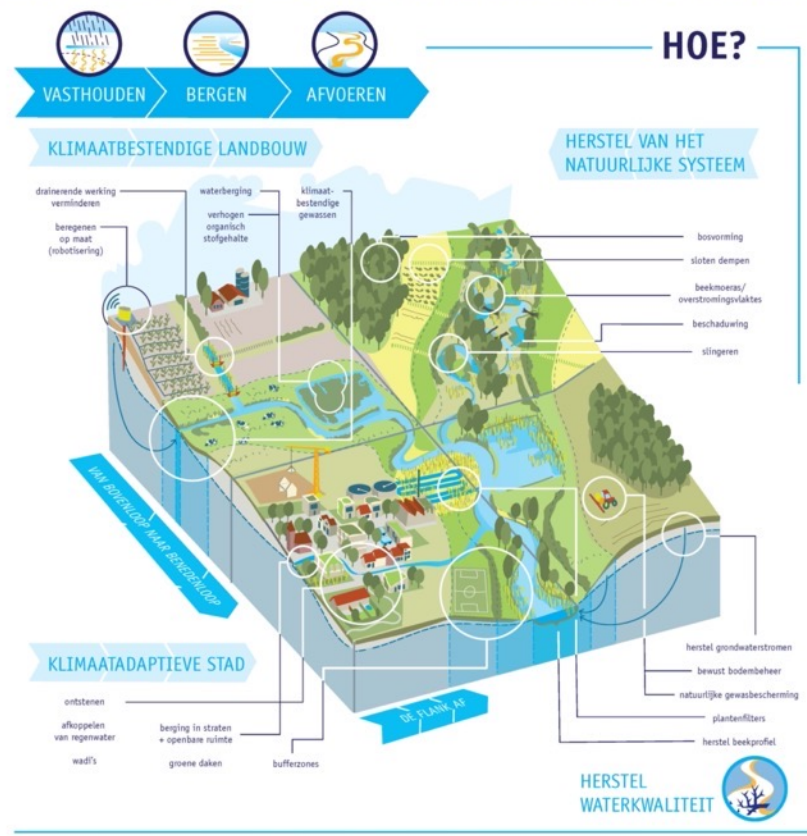 HOE?
VASTHOUDEN
BERGEN
AFVOEREN
KLIMAATBESTENDIGE LANDBOUW
HERSTEL VAN HET
NATUURLIJKE SYSTEEM
drainerende werking
verminderen
beregenen
op maat
(robotisering)
waterberging
verhogen
organisch
stofgehalte
klimaat-
bestendige
gewassen
bosvorming
sloten dempen
beekmoeras/
overstromingsvlaktes
beschaduwing
slingeren
VAN BOVENLOOP NAAR BENEDENLOOP
DE FLANK AF
KLIMAATADAPTIEVE STAD
ontstenen
afkoppelen
van regenwater
wadi's
berging in straten
+ openbare ruimte
groene daken
bufferzones
herstel grondwaterstromen
bewust bodembeheer
natuurlijke gewasbescherming
plantenfilters
herstel beekprofiel
HERSTEL
WATERKWALITEIT